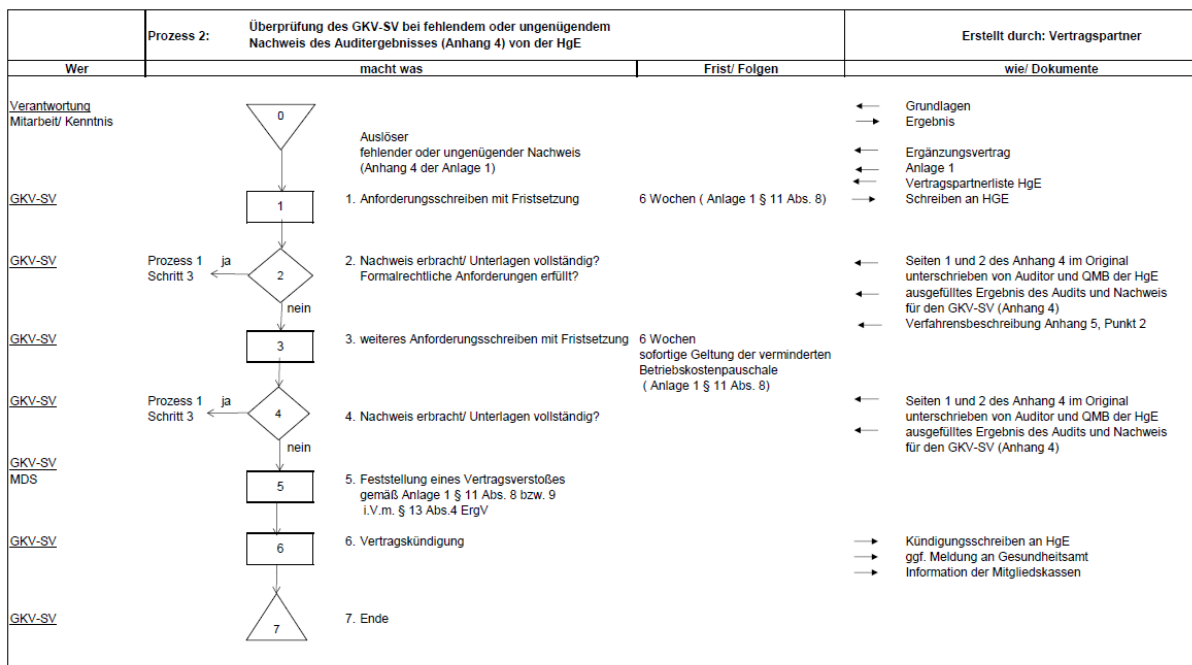 Prozess 2: Überprüfung des GKV-SV bei fehlendem oder ungenügendem
Nachweis des Auditergebnisses (Anhang 4) von der HgE
Erstellt durch: Vertragspartner
Wer macht was Frist/ Folgen wie/ Dokumente
Verantwortung
Mitarbeit/ Kenntnis
0
← Grundlagen
→ Ergebnis
Auslöser
fehlender oder ungenügender Nachweis
(Anhang 4 der Anlage 1)
← Ergänzungsvertrag
← Anlage 1
← Vertragspartnerliste HgE
GKV-SV 1 1. Anforderungsschreiben mit Fristsetzung 6 Wochen ( Anlage 1 § 11 Abs. 8) → Schreiben an HGE
GKV-SV
Prozess 1 ja
Schritt 3
2
nein
2. Nachweis erbracht/ Unterlagen vollständig?
Formalrechtliche Anforderungen erfüllt?
← Seiten 1 und 2 des Anhang 4 im Original
unterschrieben von Auditor und QMB der HgE
← ausgefülltes Ergebnis des Audits und Nachweis
für den GKV-SV (Anhang 4)
← Verfahrensbeschreibung Anhang 5, Punkt 2
GKV-SV 3 3. weiteres Anforderungsschreiben mit Fristsetzung 6 Wochen
sofortige Geltung der verminderten
Betriebskostenpauschale
( Anlage 1 § 11 Abs. 8)
GKV-SV
Prozess 1 ja
Schritt 3
4
nein
4. Nachweis erbracht/ Unterlagen vollständig?
← Seiten 1 und 2 des Anhang 4 im Original
unterschrieben von Auditor und QMB der HgE
← ausgefülltes Ergebnis des Audits und Nachweis
für den GKV-SV (Anhang 4)
GKV-SV
MDS
5
5. Feststellung eines Vertragsverstoßes
gemäß Anlage 1 § 11 Abs. 8 bzw. 9
i.V.m. § 13 Abs.4 ErgV
GKV-SV 6 6. Vertragskündigung → Kündigungsschreiben an HgE
→ ggf. Meldung an Gesundheitsamt
→ Information der Mitgliedskassen
GKV-SV 7 7. Ende